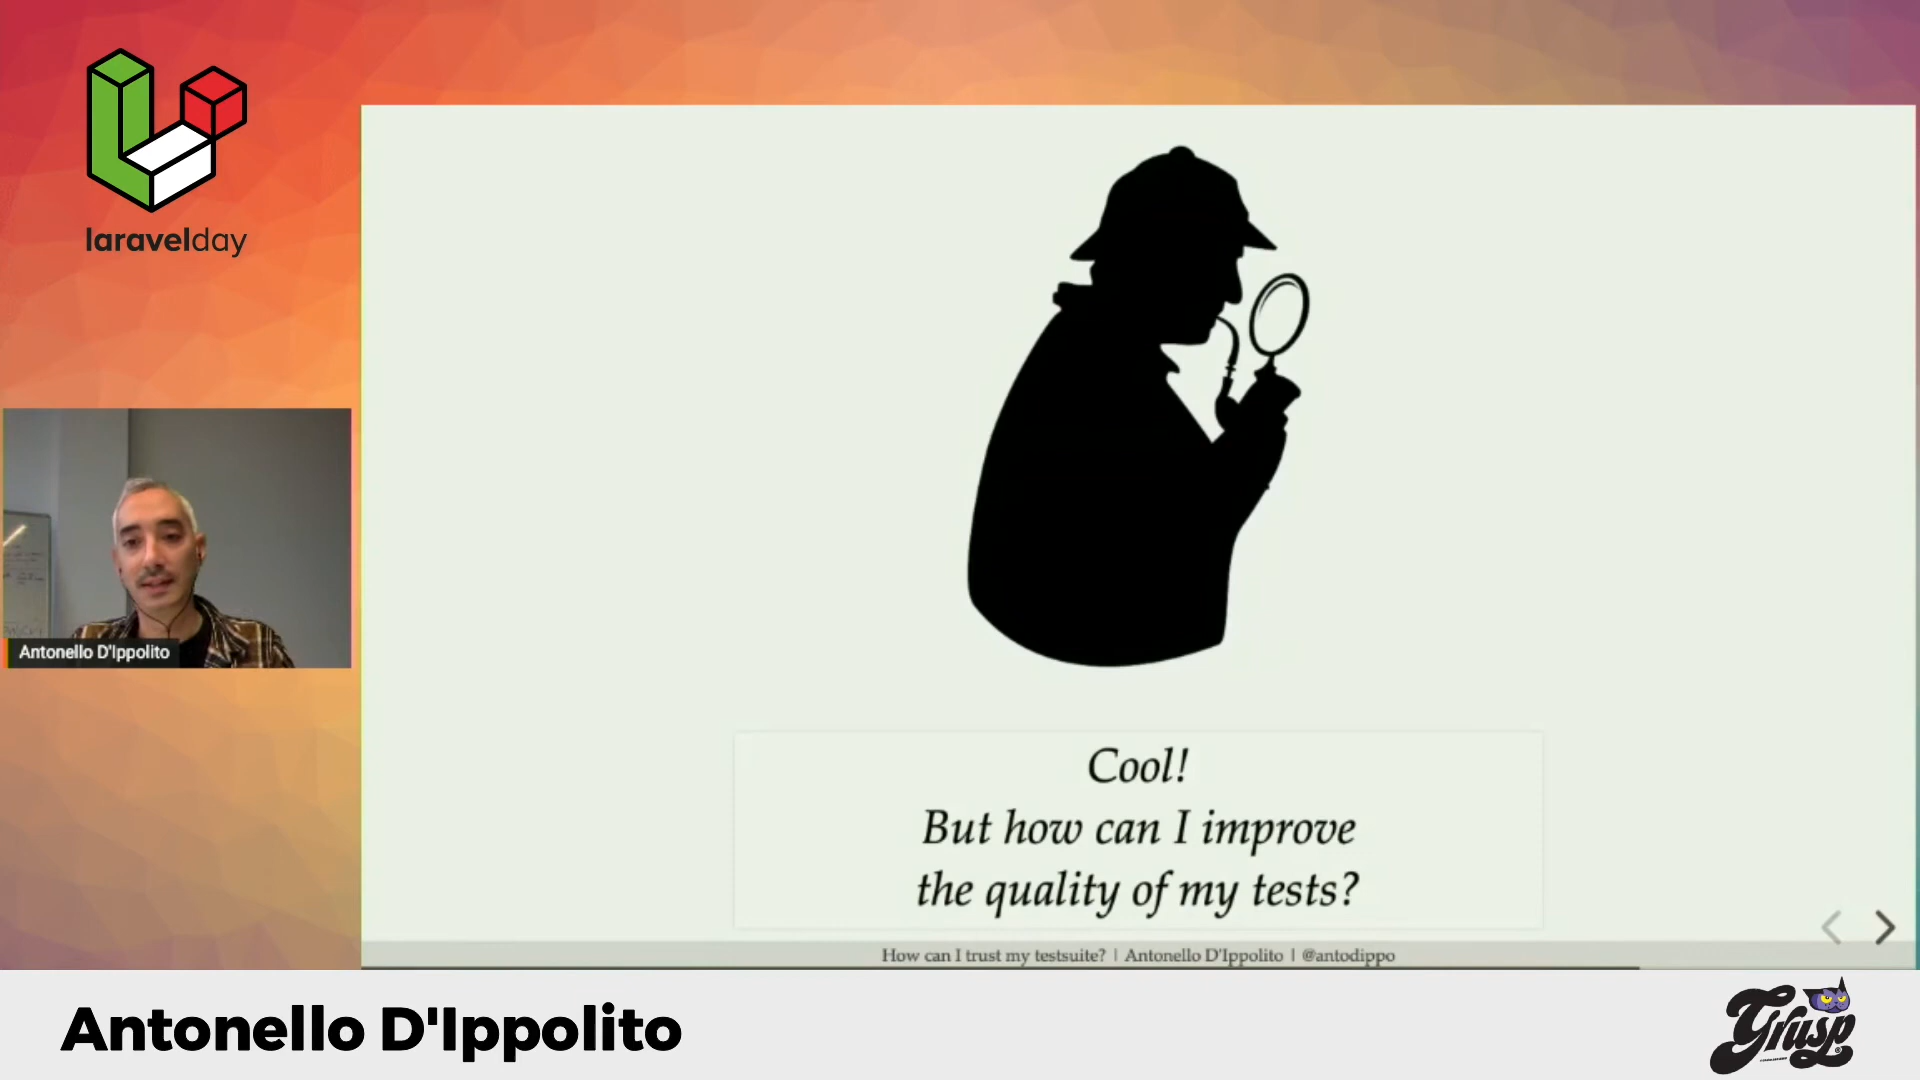 laravelday
Antonello D'Ippolito
Cool!
But how can I improve
the quality of my tests?
How can I trust my testsuite? | Antonello D'Ippolito | @antodippo
Antonello D'Ippolito
Grusp